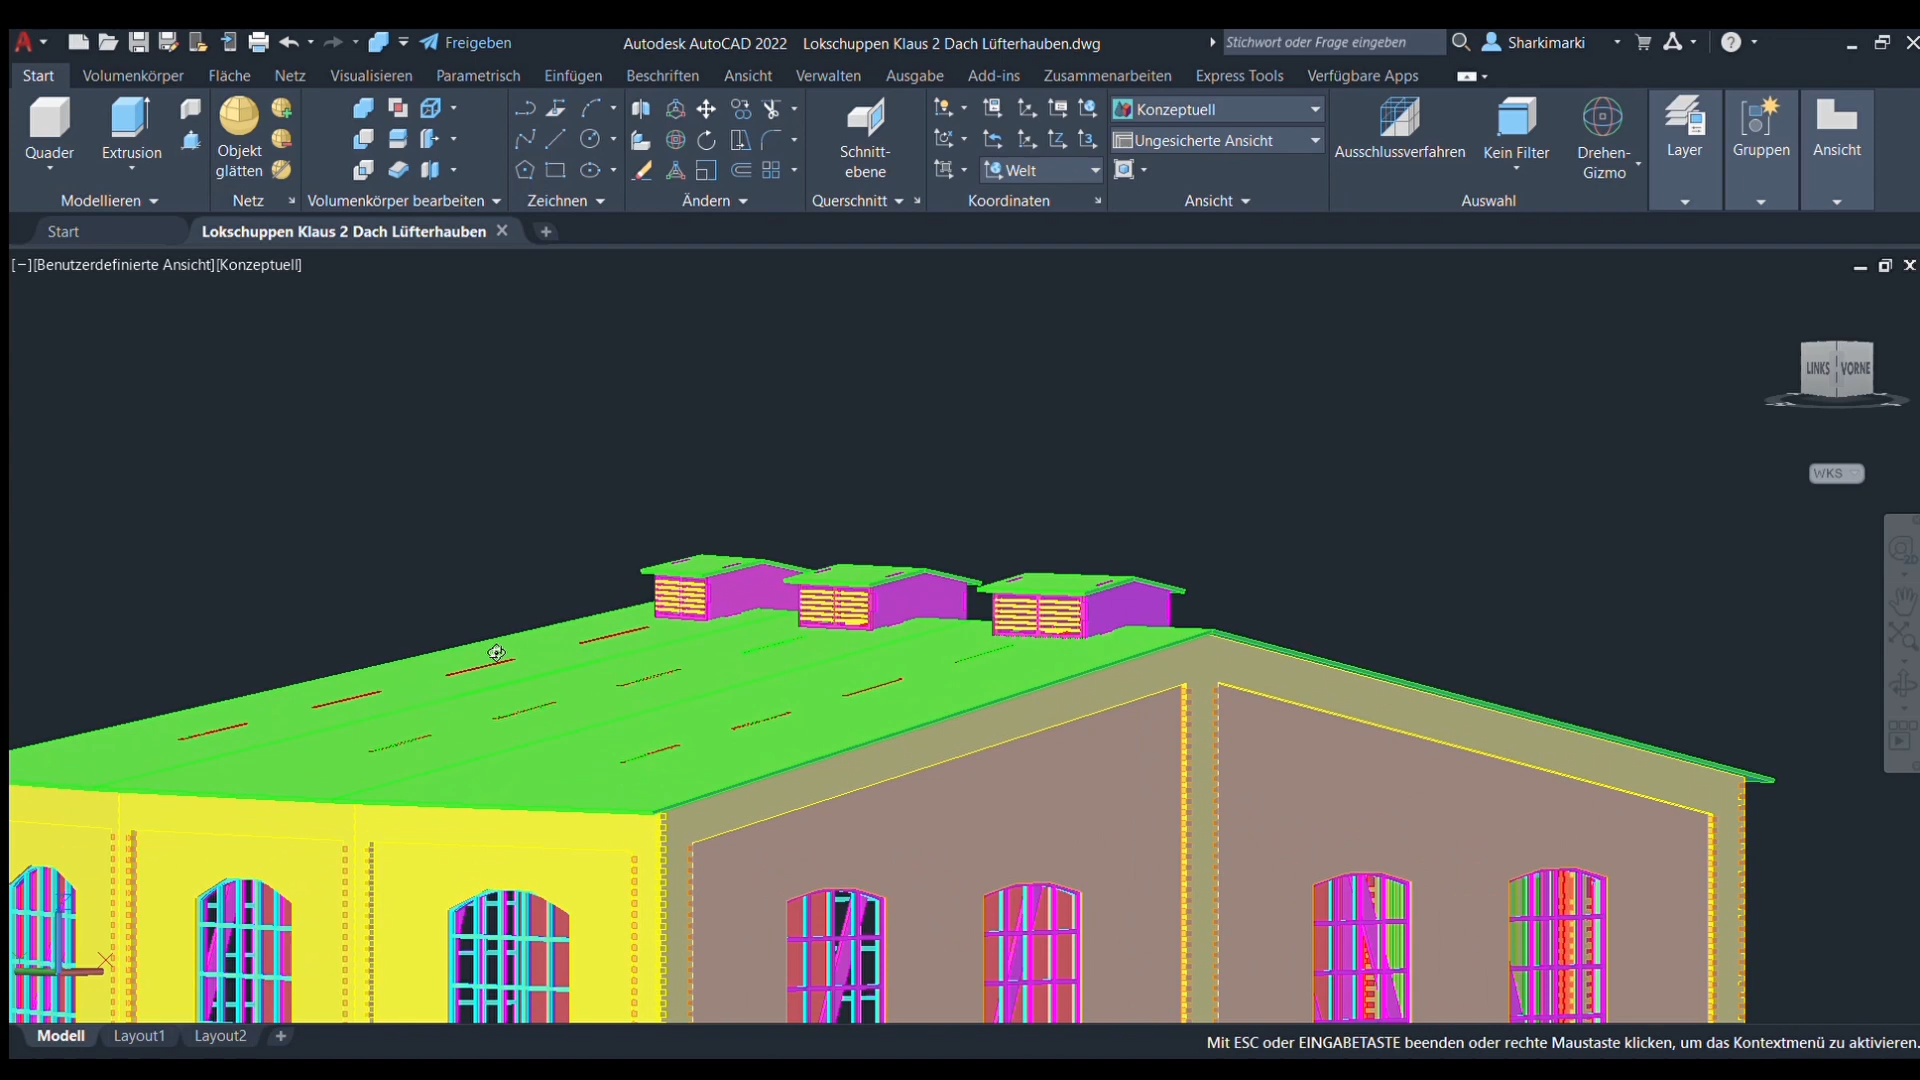 Freigeben Autodesk AutoCAD 2022 Lokschuppen Klaus 2 Dach Lüfterhauben.dwg Stichwort oder Frage eingeben Sharkimarki
Start Volumenkörper Fläche Netz Visualisieren Parametrisch Einfügen Beschriften Ansicht Verwalten Ausgabe Add-ins Zusammenarbeiten Express Tools Verfügbare Apps
Konzeptuell
Ungesicherte Ansicht
Quader Extrusion Objekt glätten Schnitt-ebene Welt Ausschlussverfahren Kein Filter Drehen-Gizmo Layer Gruppen Ansicht
Modellieren Netz Volumenkörper bearbeiten Zeichnen Ändern Querschnitt Koordinaten Ansicht Auswahl
Start Lokschuppen Klaus 2 Dach Lüfterhauben
[−][Benutzerdefinierte Ansicht][Konzeptuell]
LINKS VORNE
WKS
Modell Layout1 Layout2
Mit ESC oder EINGABETASTE beenden oder rechte Maustaste klicken, um das Kontextmenü zu aktivieren.